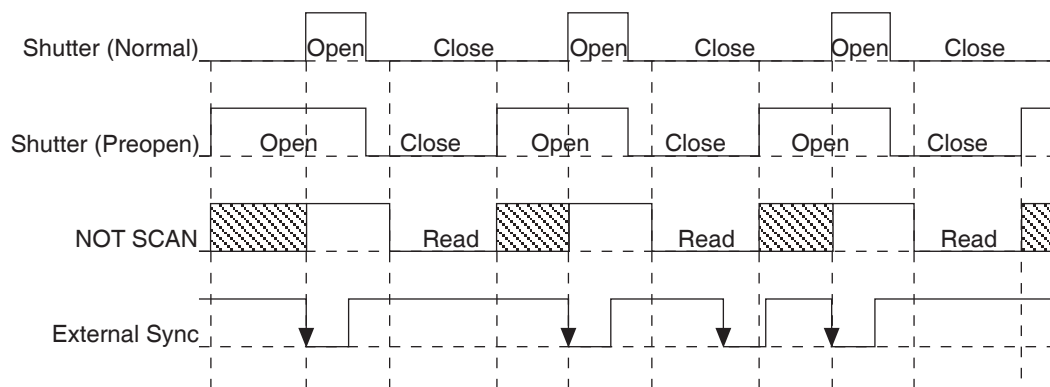 Shutter (Normal) Open Close Open Close Open Close
Shutter (Preopen) Open Close Open Close Open Close
NOT SCAN Read Read Read
External Sync